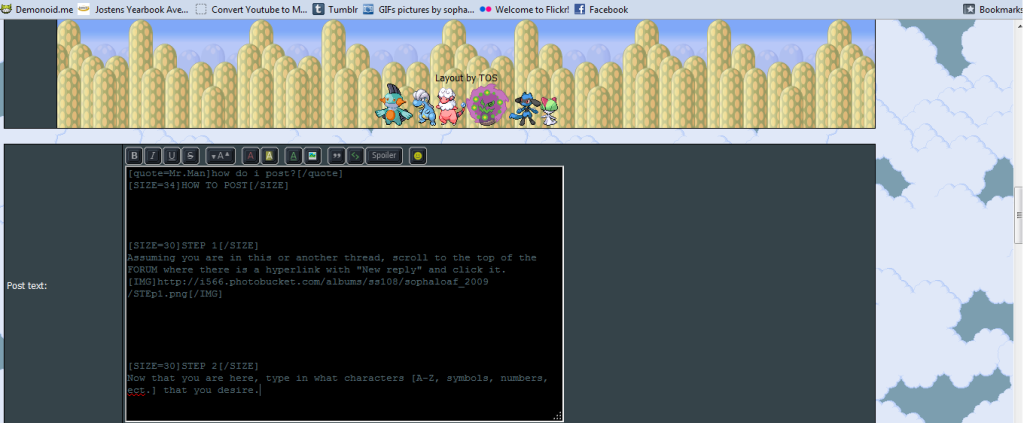 Demonoid.me Jostens Yearbook Ave... Convert Youtube to M... Tumblr GIFs pictures by sopha... Welcome to Flickr! Facebook Bookmarks
Layout by TOS
B I U S A A A A Spoiler
[quote=Mr.Man]how do i post?[/quote]
[SIZE=34]HOW TO POST[/SIZE]
[SIZE=30]STEP 1[/SIZE]
Assuming you are in this or another thread, scroll to the top of the
FORUM where there is a hyperlink with "New reply" and click it.
[IMG]http://i566.photobucket.com/albums/ss108/sophaloaf_2009
/STEp1.png[/IMG]
Post text:
[SIZE=30]STEP 2[/SIZE]
Now that you are here, type in what characters [A-Z, symbols, numbers,
ect.] that you desire.